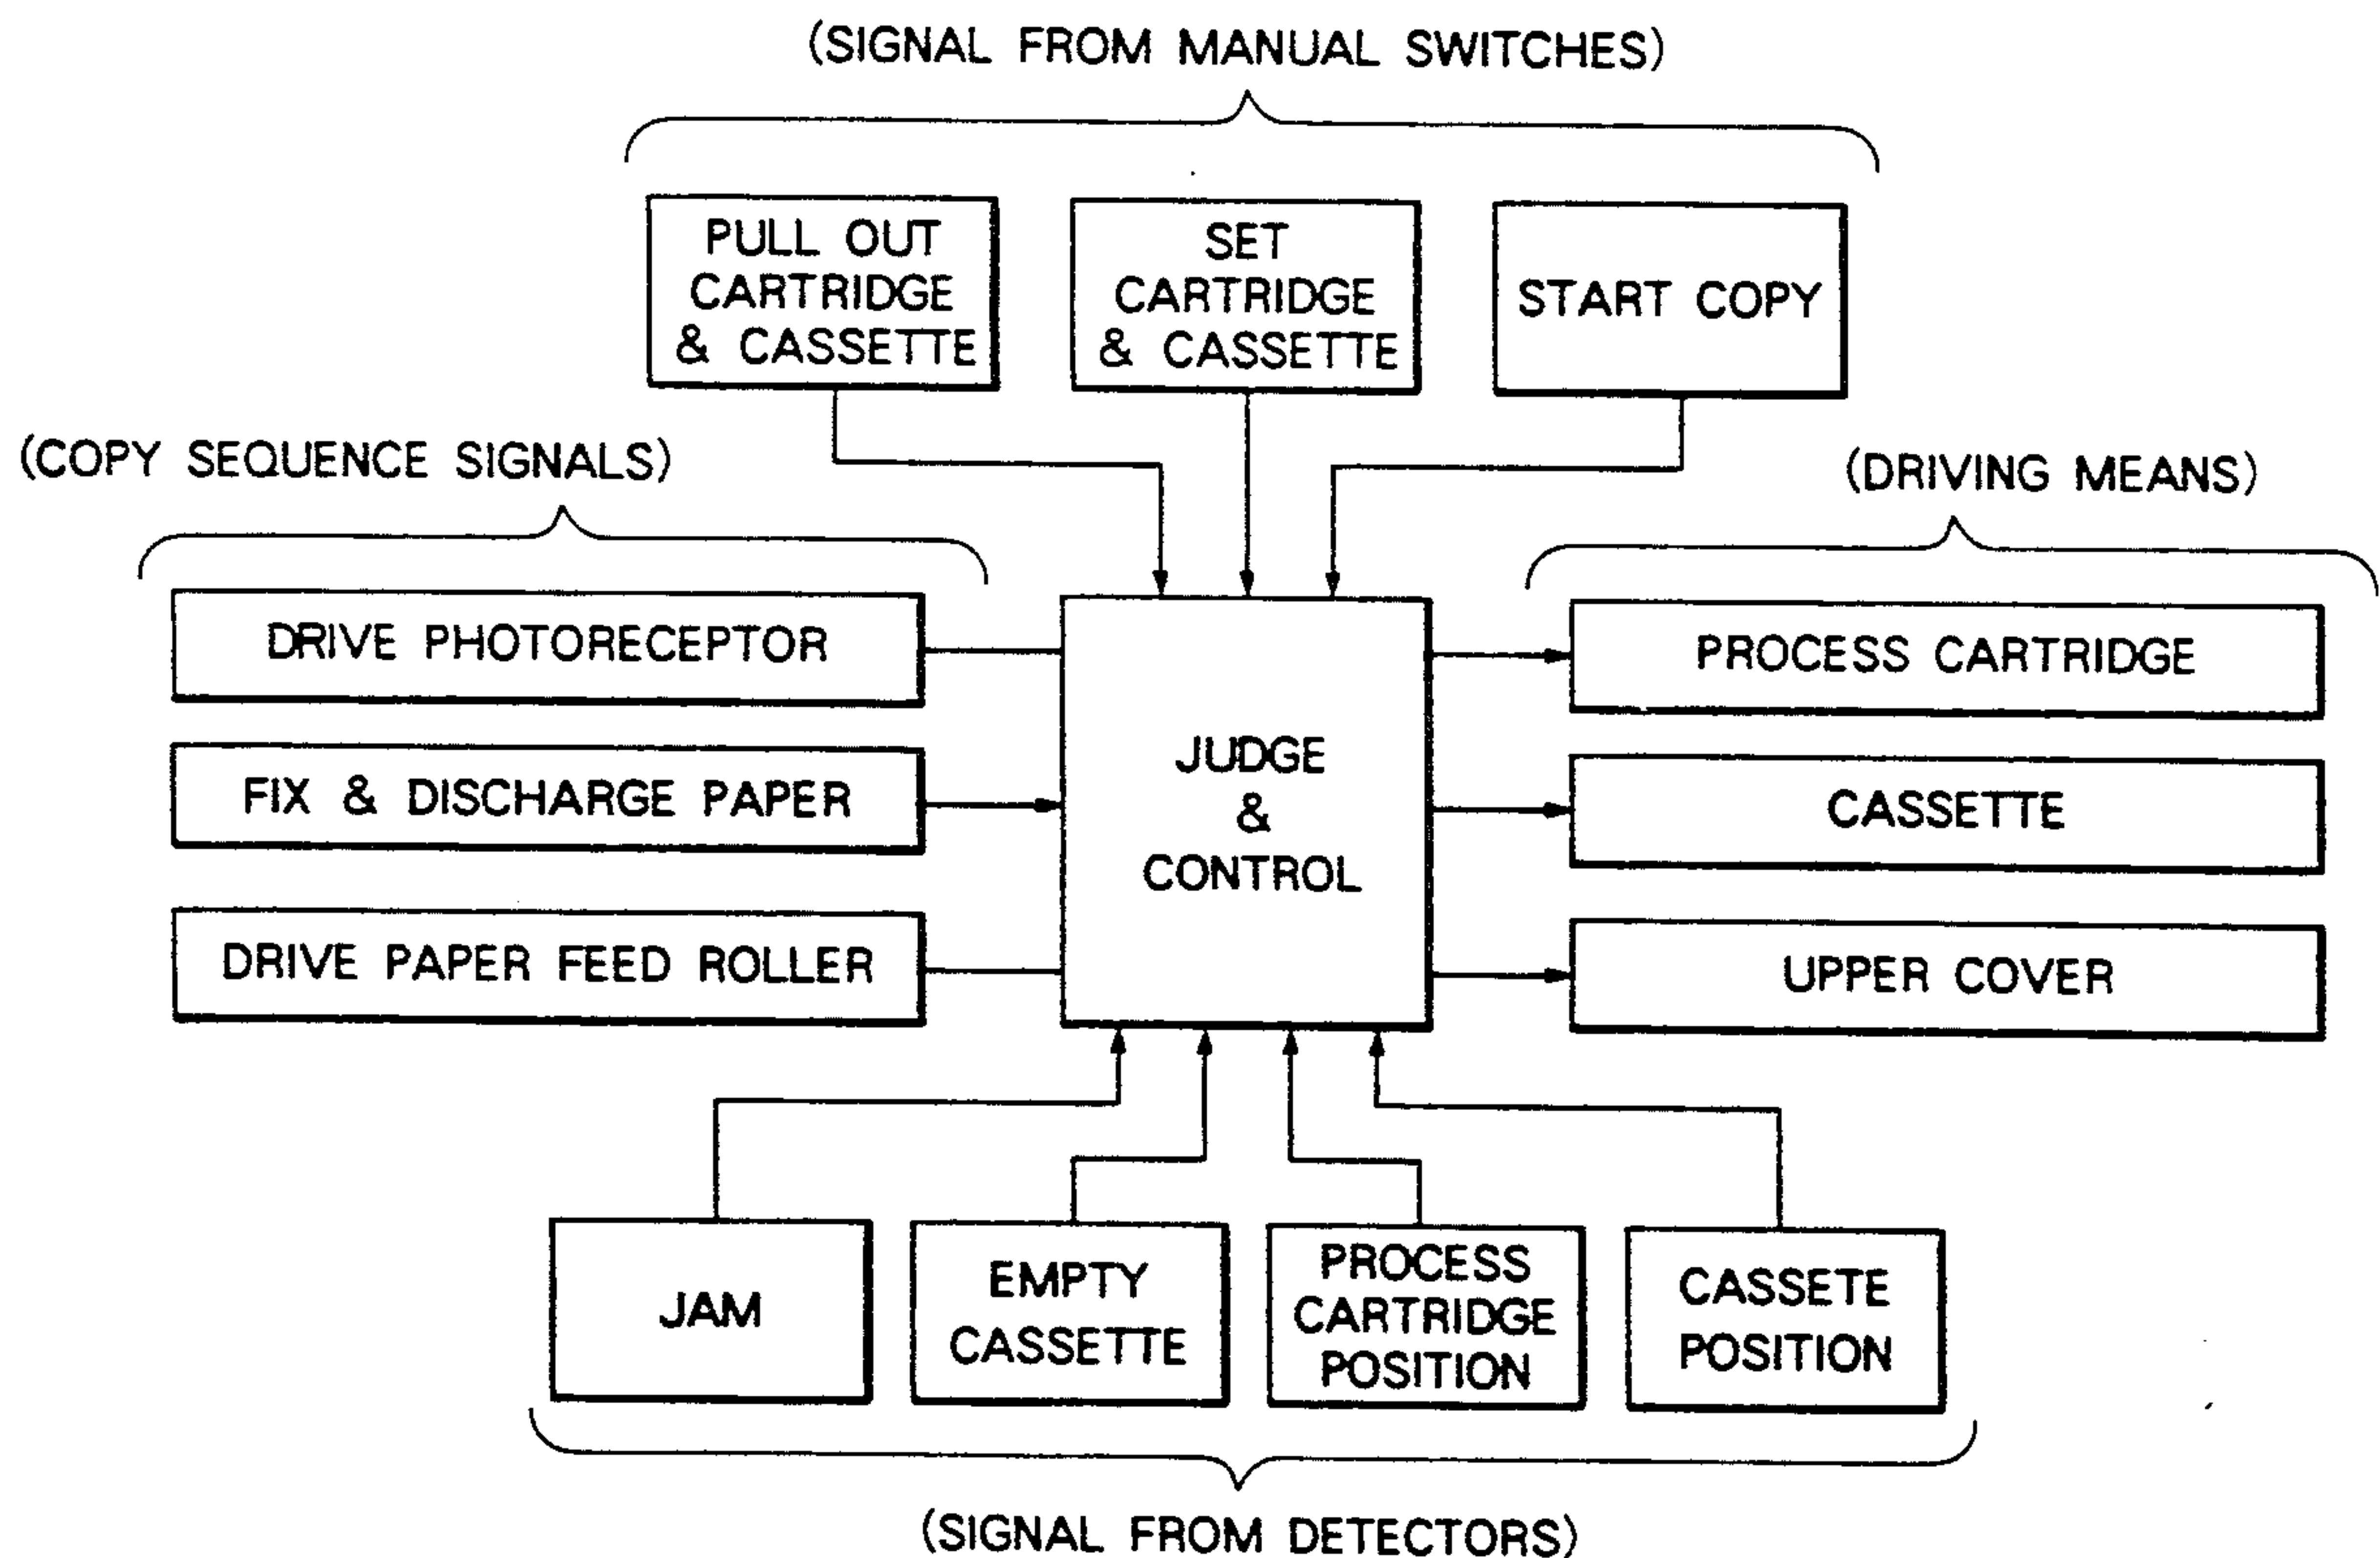 (SIGNAL FROM MANUAL SWITCHES)
PULL OUT
CARTRIDGE
& CASSETTE
SET
CARTRIDGE
& CASSETTE
START COPY
(COPY SEQUENCE SIGNALS)
(DRIVING MEANS)
DRIVE PHOTORECEPTOR
FIX & DISCHARGE PAPER
DRIVE PAPER FEED ROLLER
JUDGE
&
CONTROL
PROCESS CARTRIDGE
CASSETTE
UPPER COVER
JAM
EMPTY
CASSETTE
PROCESS
CARTRIDGE
POSITION
CASSETE
POSITION
(SIGNAL FROM DETECTORS)